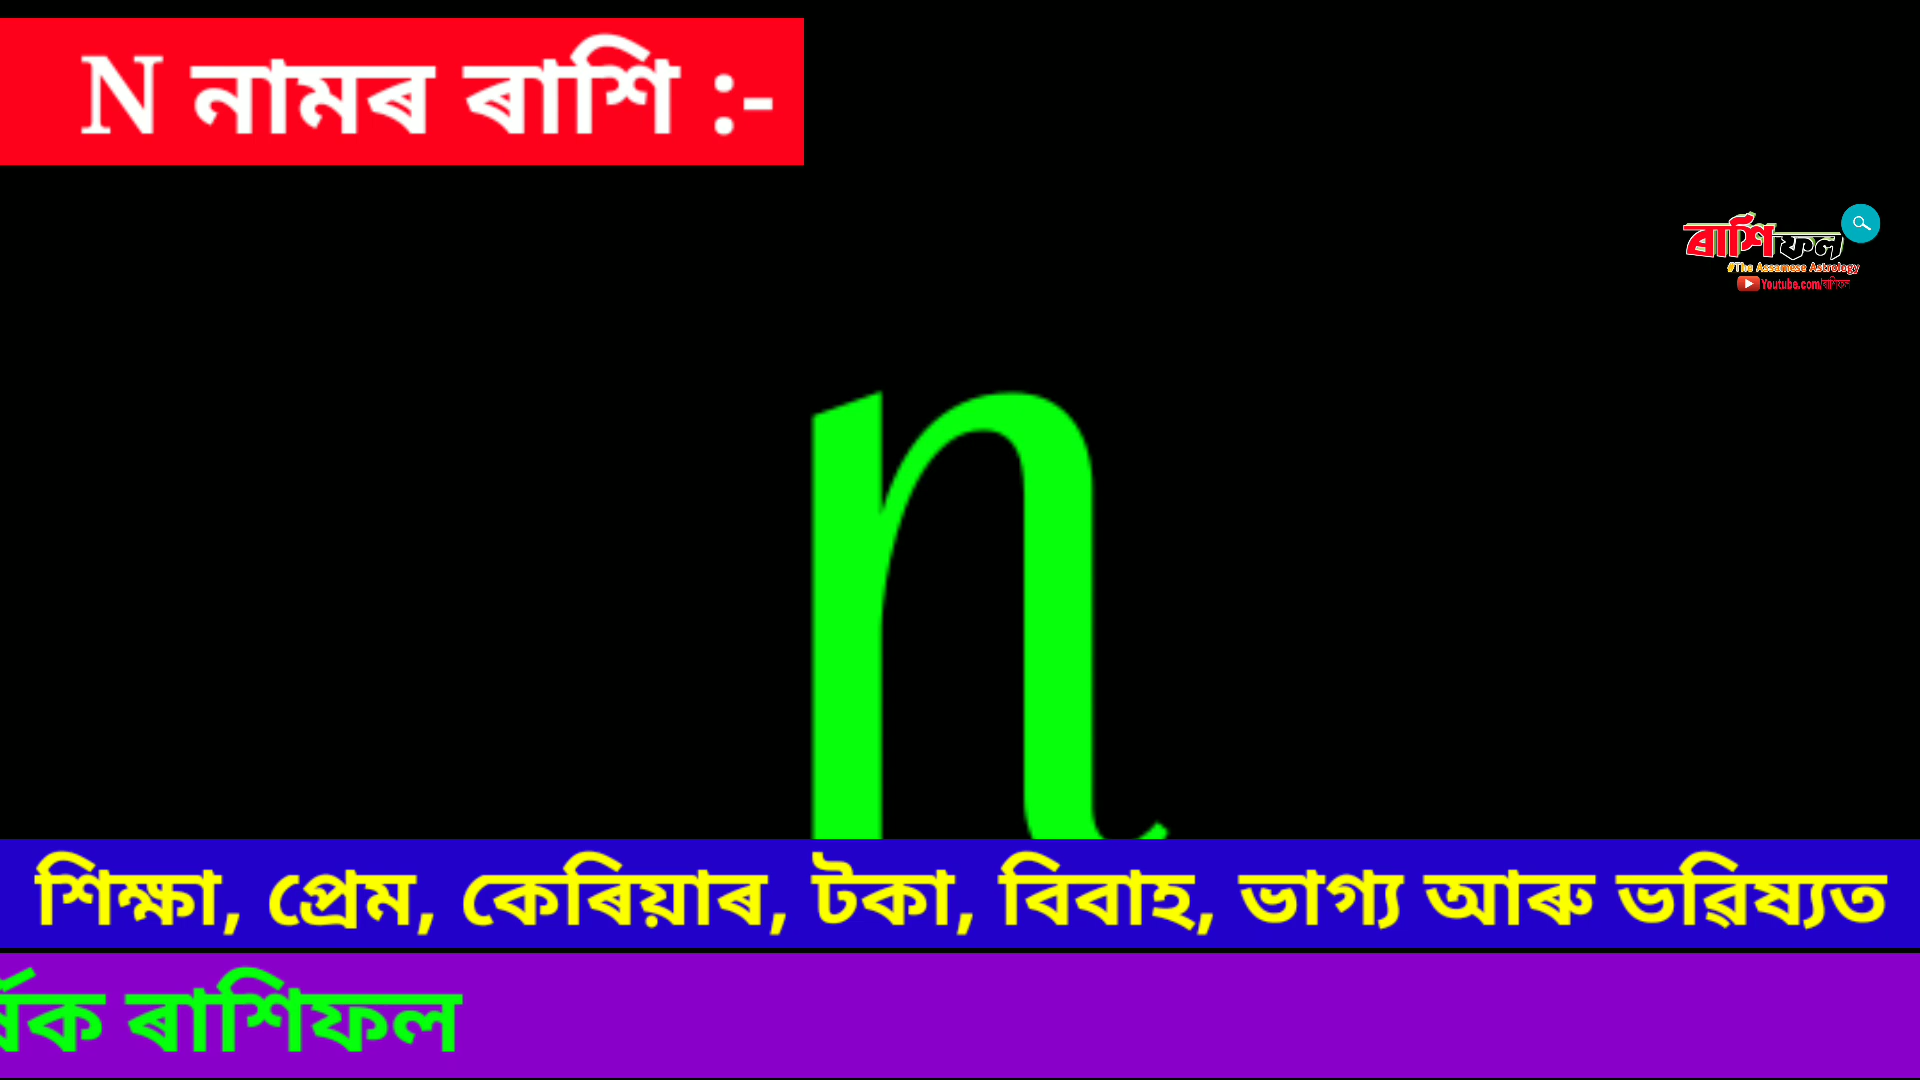 N নামৰ ৰাশি :-
ৰাশিফল
#The Assamese Astrology
Youtube.com/ৰাশিফল
n
শিক্ষা, প্ৰেম, কেৰিয়াৰ, টকা, বিবাহ, ভাগ্য আৰু ভৱিষ্যত
ৰ্ষিক ৰাশিফল